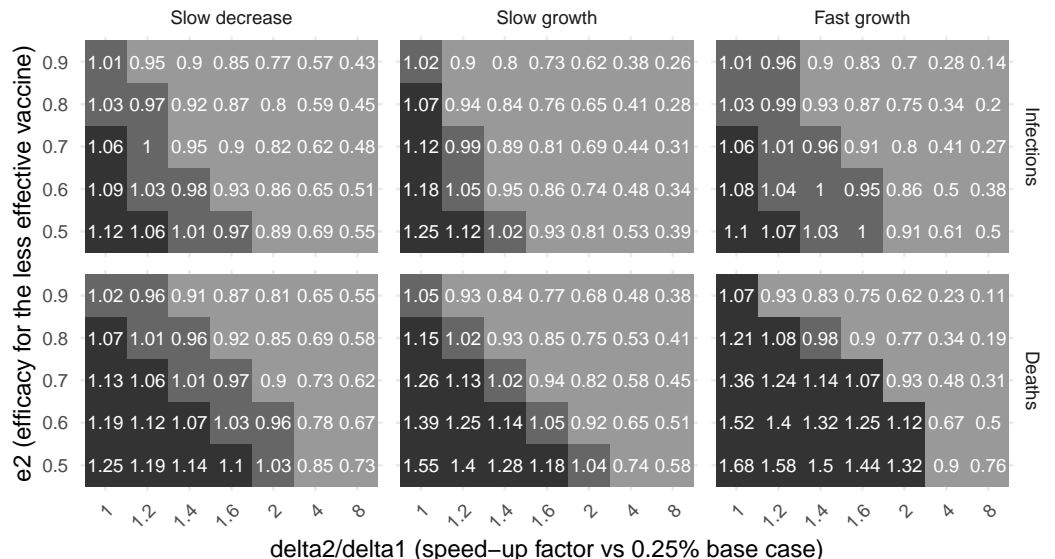 Slow decrease Slow growth Fast growth
0.9 1.01 0.95 0.9 0.85 0.77 0.57 0.43 1.02 0.9 0.8 0.73 0.62 0.38 0.26 1.01 0.96 0.9 0.83 0.7 0.28 0.14
0.8 1.03 0.97 0.92 0.87 0.8 0.59 0.45 1.07 0.94 0.84 0.76 0.65 0.41 0.28 1.03 0.99 0.93 0.87 0.75 0.34 0.2
0.7 1.06 1 0.95 0.9 0.82 0.62 0.48 1.12 0.99 0.89 0.81 0.69 0.44 0.31 1.06 1.01 0.96 0.91 0.8 0.41 0.27
0.6 1.09 1.03 0.98 0.93 0.86 0.65 0.51 1.18 1.05 0.95 0.86 0.74 0.48 0.34 1.08 1.04 1 0.95 0.86 0.5 0.38
0.5 1.12 1.06 1.01 0.97 0.89 0.69 0.55 1.25 1.12 1.02 0.93 0.81 0.53 0.39 1.1 1.07 1.03 1 0.91 0.61 0.5
Infections
0.9 1.02 0.96 0.91 0.87 0.81 0.65 0.55 1.05 0.93 0.84 0.77 0.68 0.48 0.38 1.07 0.93 0.83 0.75 0.62 0.23 0.11
0.8 1.07 1.01 0.96 0.92 0.85 0.69 0.58 1.15 1.02 0.93 0.85 0.75 0.53 0.41 1.21 1.08 0.98 0.9 0.77 0.34 0.19
0.7 1.13 1.06 1.01 0.97 0.9 0.73 0.62 1.26 1.13 1.02 0.94 0.82 0.58 0.45 1.36 1.24 1.14 1.07 0.93 0.48 0.31
0.6 1.19 1.12 1.07 1.03 0.96 0.78 0.67 1.39 1.25 1.14 1.05 0.92 0.65 0.51 1.52 1.4 1.32 1.25 1.12 0.67 0.5
0.5 1.25 1.19 1.14 1.1 1.03 0.85 0.73 1.55 1.4 1.28 1.18 1.04 0.74 0.58 1.68 1.58 1.5 1.44 1.32 0.9 0.76
Deaths
1 1.2 1.4 1.6 2 4 8 1 1.2 1.4 1.6 2 4 8 1 1.2 1.4 1.6 2 4 8
delta2/delta1 (speed−up factor vs 0.25% base case)
e2 (efficacy for the less effective vaccine)